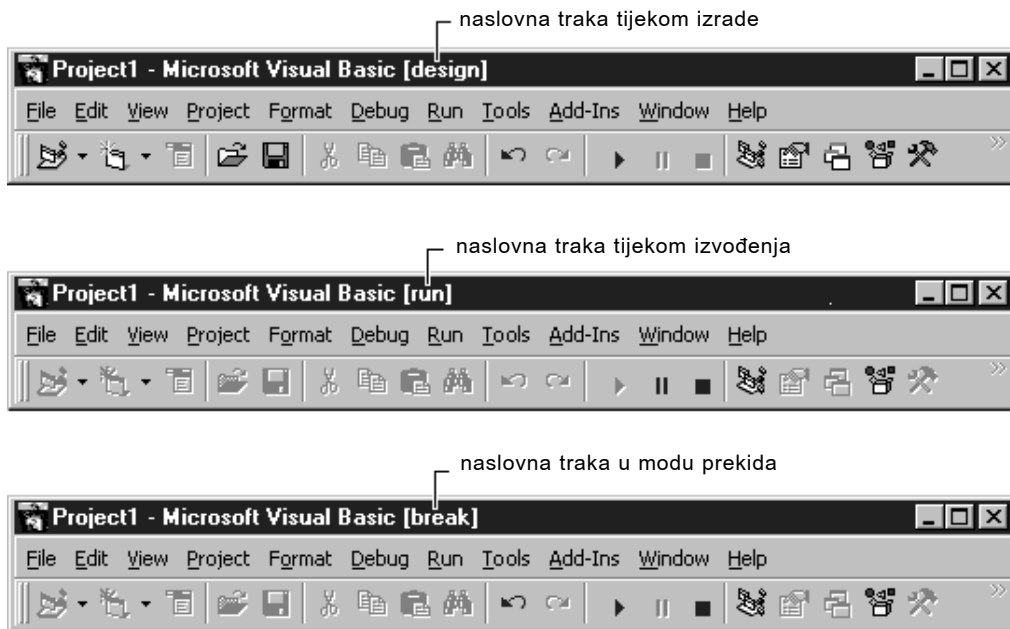 naslovna traka tijekom izrade
Project1 - Microsoft Visual Basic [design]
File Edit View Project Format Debug Run Tools Add-Ins Window Help
naslovna traka tijekom izvođenja
Project1 - Microsoft Visual Basic [run]
File Edit View Project Format Debug Run Tools Add-Ins Window Help
naslovna traka u modu prekida
Project1 - Microsoft Visual Basic [break]
File Edit View Project Format Debug Run Tools Add-Ins Window Help